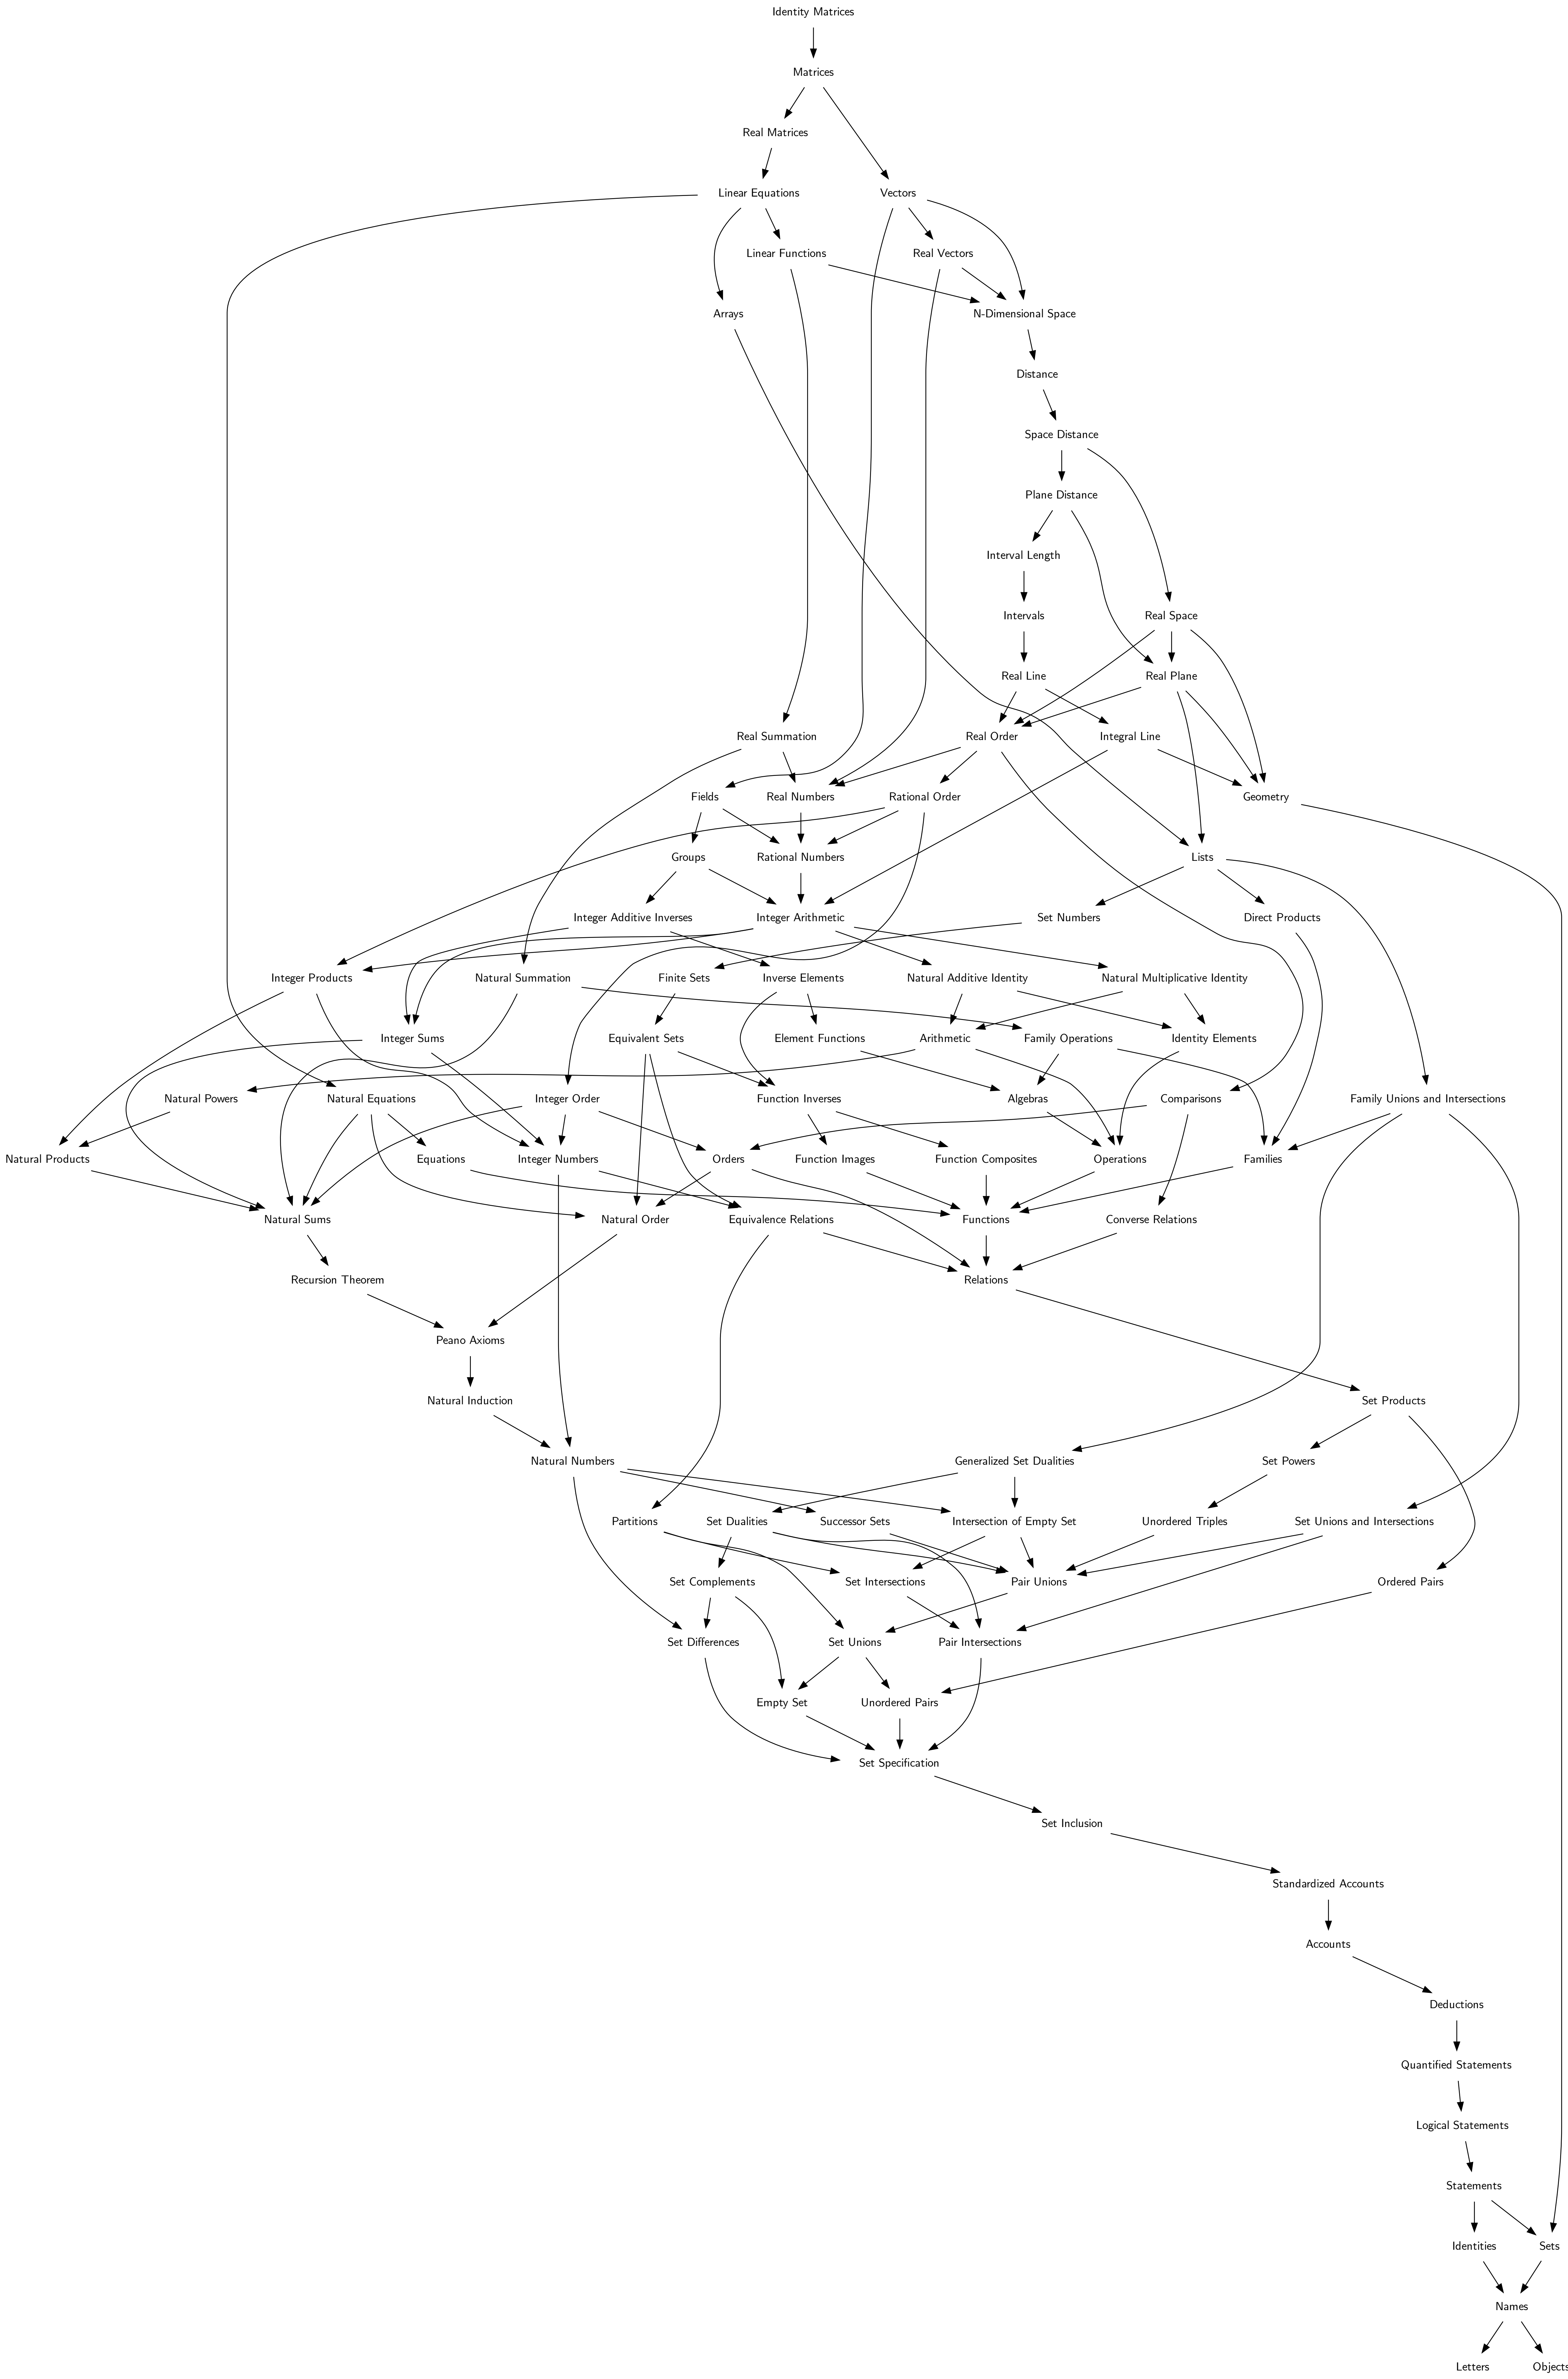 Identity Matrices
Matrices
Real Matrices
Linear Equations
Vectors
Linear Functions
Real Vectors
Arrays
N-Dimensional Space
Distance
Space Distance
Plane Distance
Interval Length
Intervals
Real Space
Real Line
Real Plane
Real Summation
Real Order
Integral Line
Fields
Real Numbers
Rational Order
Geometry
Groups
Rational Numbers
Lists
Integer Additive Inverses
Integer Arithmetic
Set Numbers
Direct Products
Integer Products
Natural Summation
Finite Sets
Inverse Elements
Natural Additive Identity
Natural Multiplicative Identity
Integer Sums
Equivalent Sets
Element Functions
Arithmetic
Family Operations
Identity Elements
Natural Powers
Natural Equations
Integer Order
Function Inverses
Algebras
Comparisons
Family Unions and Intersections
Natural Products
Equations
Integer Numbers
Orders
Function Images
Function Composites
Operations
Families
Natural Sums
Natural Order
Equivalence Relations
Functions
Converse Relations
Recursion Theorem
Relations
Peano Axioms
Natural Induction
Set Products
Natural Numbers
Generalized Set Dualities
Set Powers
Partitions
Set Dualities
Successor Sets
Intersection of Empty Set
Unordered Triples
Set Unions and Intersections
Set Complements
Set Intersections
Pair Unions
Ordered Pairs
Set Differences
Set Unions
Pair Intersections
Empty Set
Unordered Pairs
Set Specification
Set Inclusion
Standardized Accounts
Accounts
Deductions
Quantified Statements
Logical Statements
Statements
Identities
Sets
Names
Letters
Objects